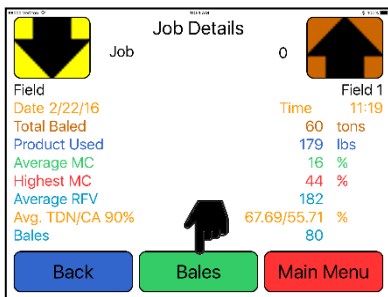 Job Details
Job 0
Field Field 1
Date 2/22/16 Time 11:19
Total Baled 60 tons
Product Used 179 lbs
Average MC 16 %
Highest MC 44 %
Average RFV 182
Avg. TDN/CA 90% 67.69/55.71 %
Bales 80
Back Bales Main Menu